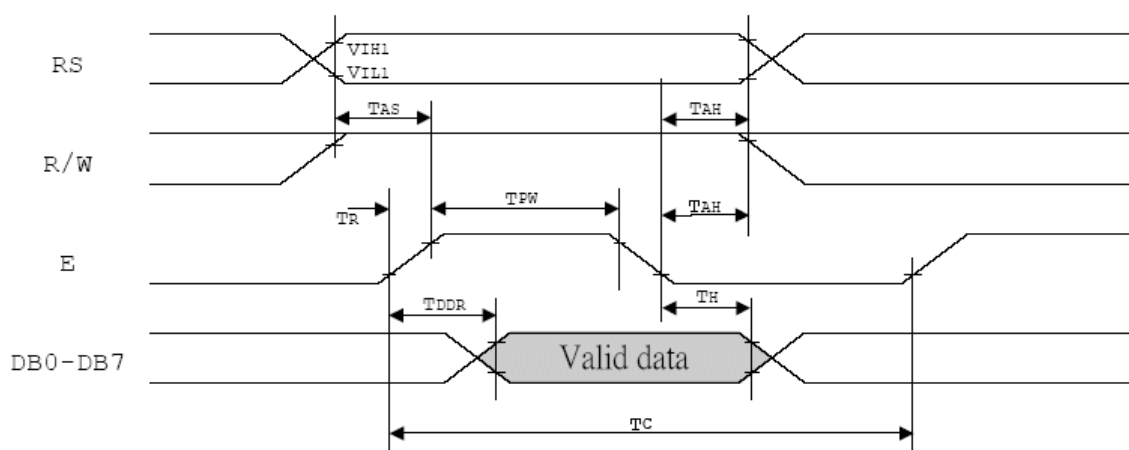 RS
VIH1
VIL1
TAS
TAH
R/W
TR
TPW
TAH
E
TDDR
TH
DB0-DB7
Valid data
TC